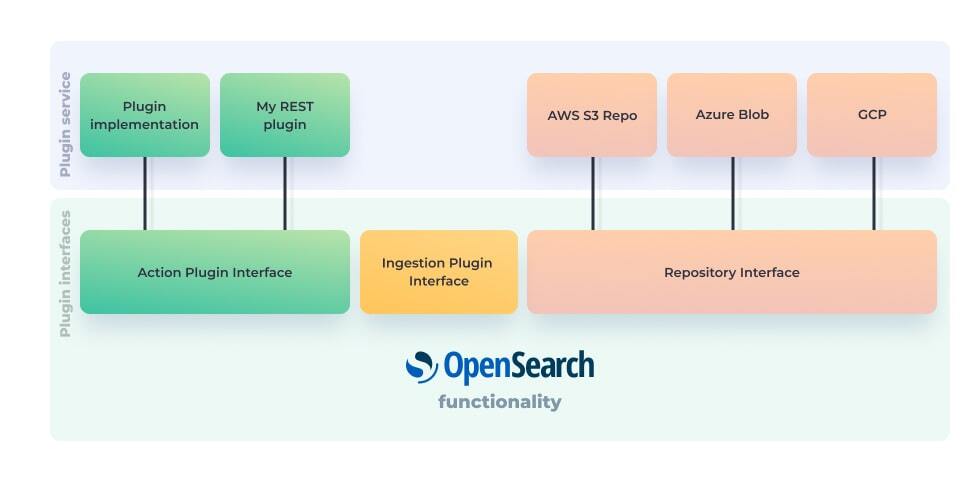 Plugin service
Plugin
implementation
My REST
plugin
AWS S3 Repo
Azure Blob
GCP
Plugin interfaces
Action Plugin Interface
Ingestion Plugin
Interface
Repository Interface
OpenSearch
functionality